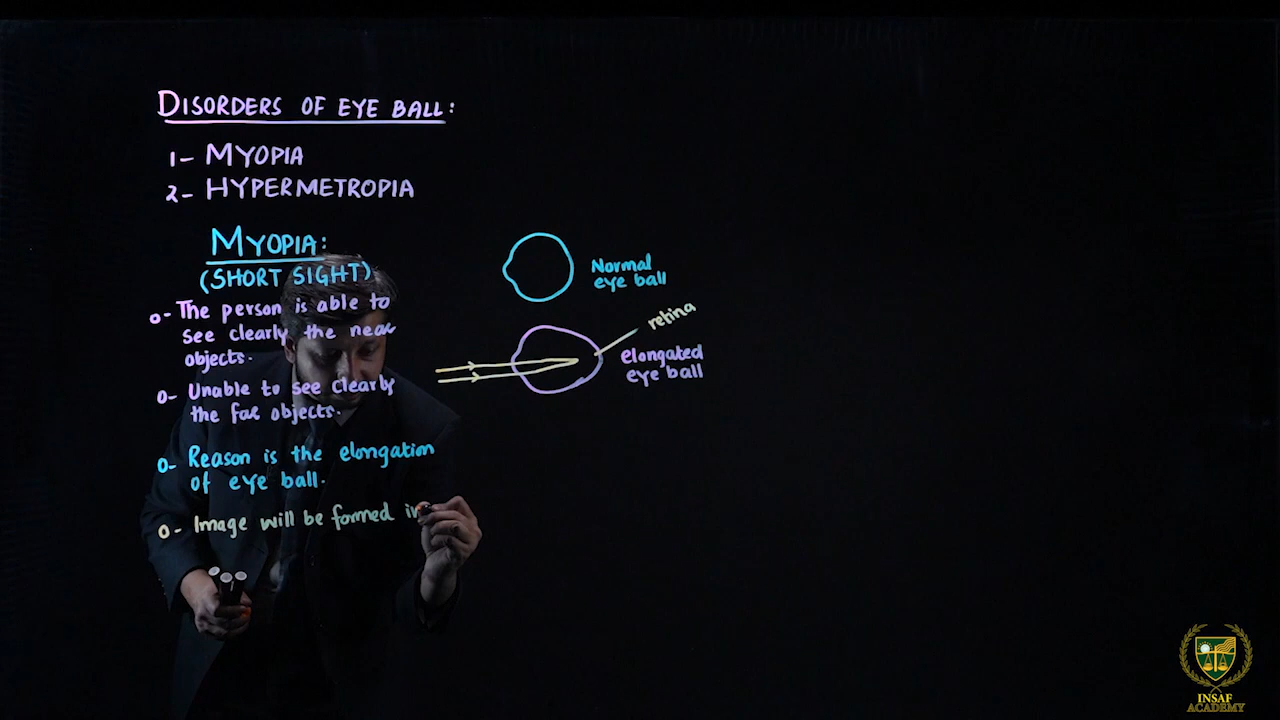 DISORDERS OF EYE BALL:
1- MYOPIA
2- HYPERMETROPIA
MYOPIA:
(SHORT SIGHT)
o- The person is able to
see clearly the near
objects.
o- Unable to see clearly
the far objects.
o- Reason is the elongation
of eye ball.
o- Image will be formed in
Normal
eye ball
retina
elongated
eye ball
INSAF
ACADEMY